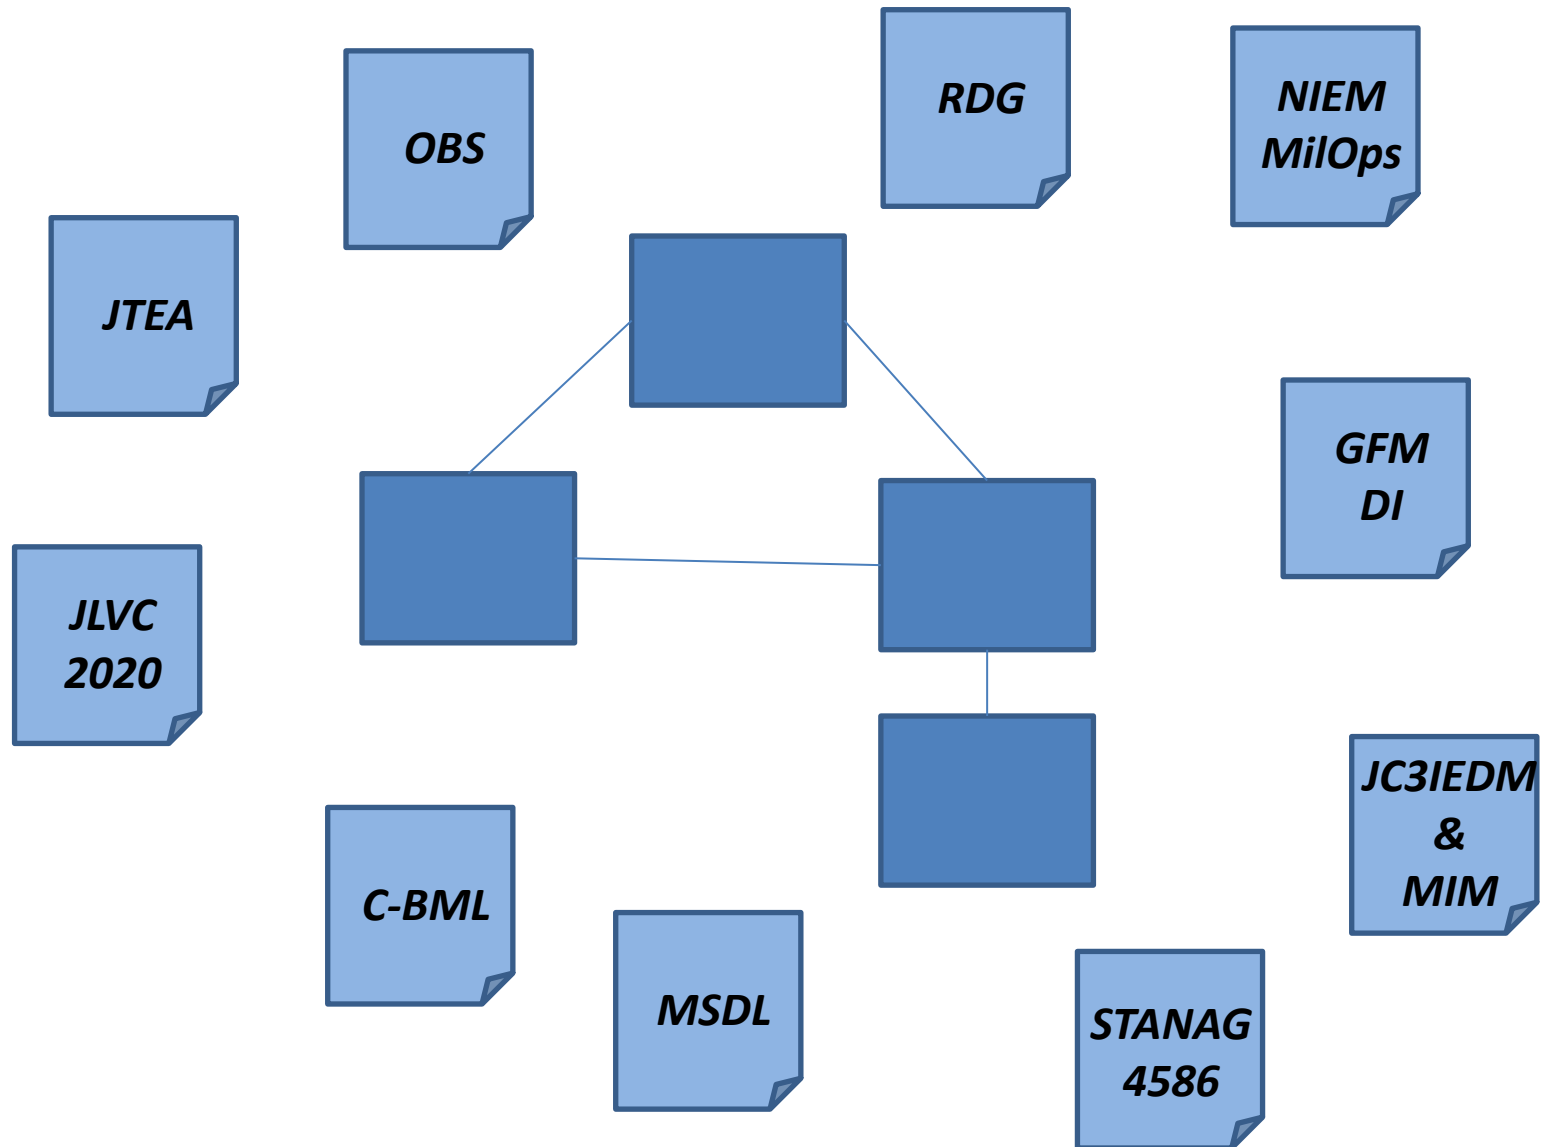 OBS
RDG
NIEM
MilOps
JTEA
GFM
DI
JLVC
2020
JC3IEDM
&
MIM
C-BML
MSDL
STANAG
4586